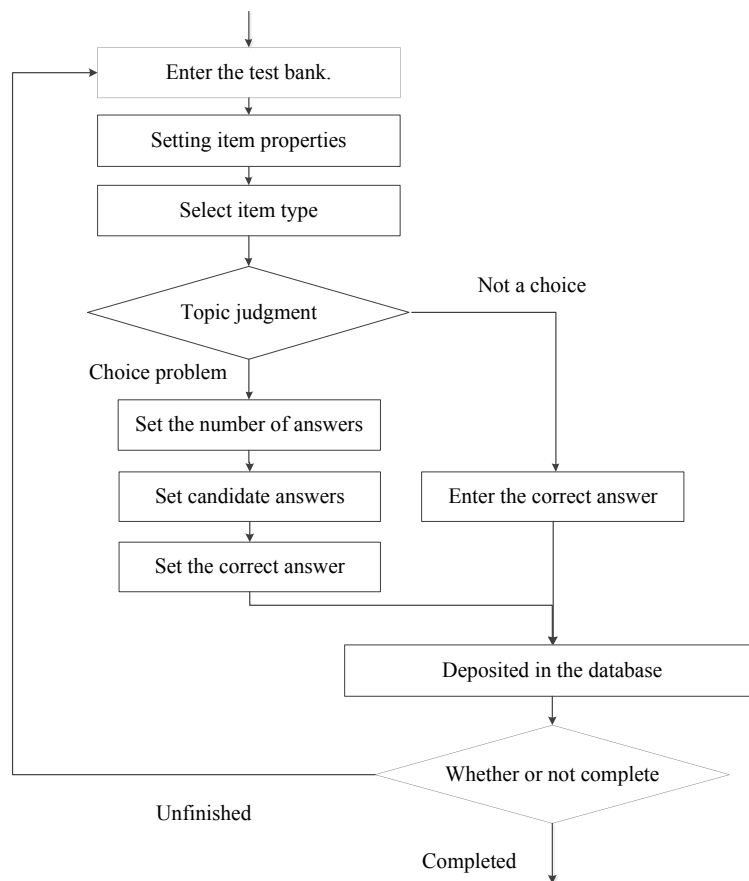 Enter the test bank.
Setting item properties
Select item type
Topic judgment
Not a choice
Choice problem
Set the number of answers
Set candidate answers
Enter the correct answer
Set the correct answer
Deposited in the database
Whether or not complete
Unfinished
Completed